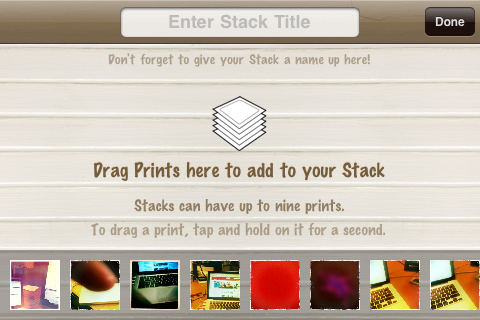 Enter Stack Title
Done
Don't forget to give your Stack a name up here!
Drag Prints here to add to your Stack
Stacks can have up to nine prints.
To drag a print, tap and hold on it for a second.